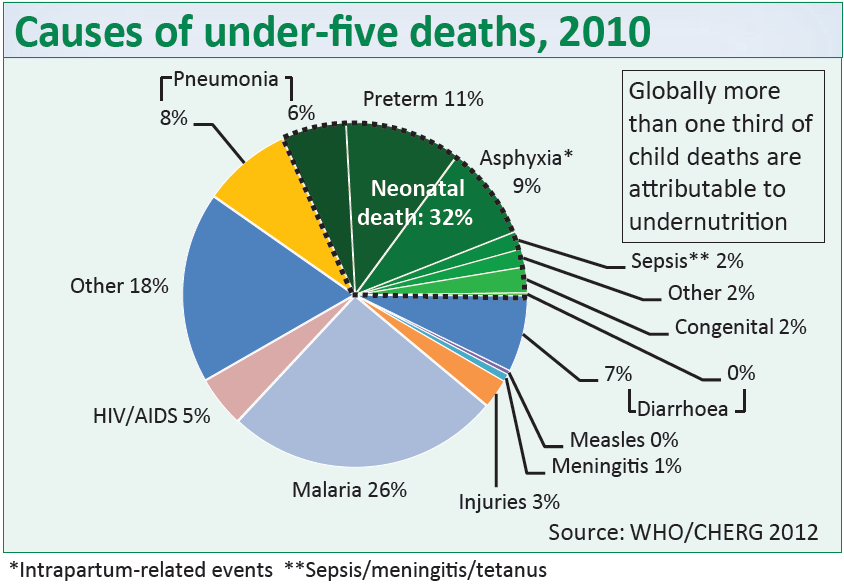 Causes of under-five deaths, 2010
Pneumonia
8%
6%
Preterm 11%
Asphyxia*
9%
Neonatal
death: 32%
Globally more
than one third of
child deaths are
attributable to
undernutrition
Sepsis** 2%
Other 2%
Congenital 2%
0%
7%
Diarrhoea
Measles 0%
Meningitis 1%
Injuries 3%
Malaria 26%
HIV/AIDS 5%
Other 18%
Source: WHO/CHERG 2012
*Intrapartum-related events  **Sepsis/meningitis/tetanus